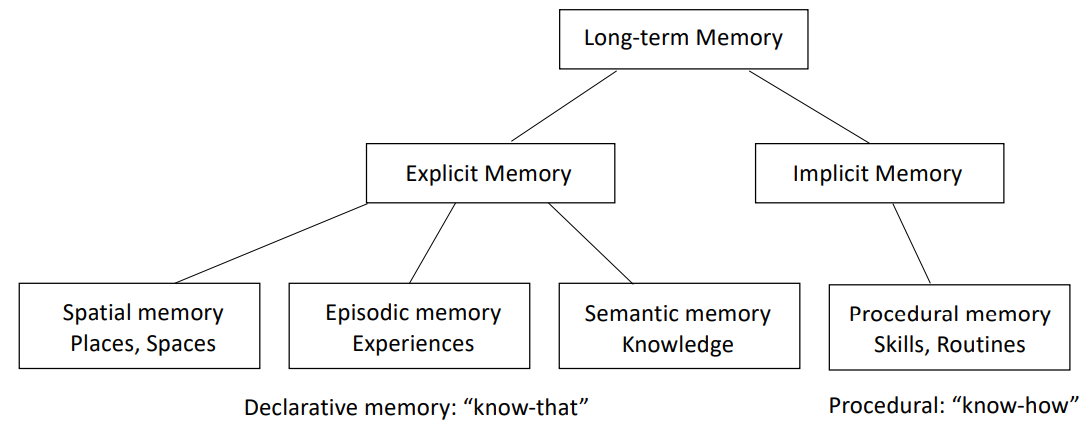 Long-term Memory
Explicit Memory
Implicit Memory
Spatial memory
Places, Spaces
Episodic memory
Experiences
Semantic memory
Knowledge
Procedural memory
Skills, Routines
Declarative memory: “know-that”
Procedural: “know-how”